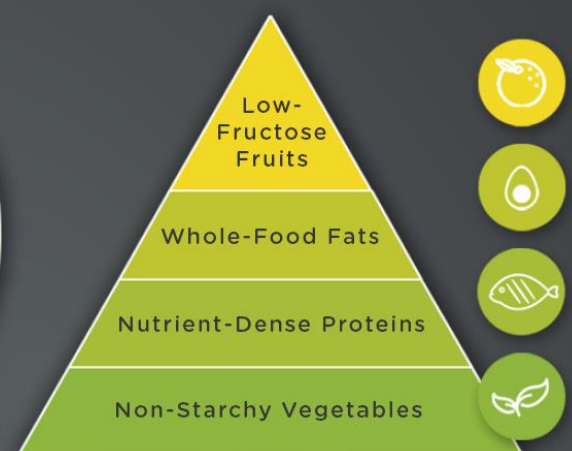 Low-
Fructose
Fruits
Whole-Food Fats
Nutrient-Dense Proteins
Non-Starchy Vegetables